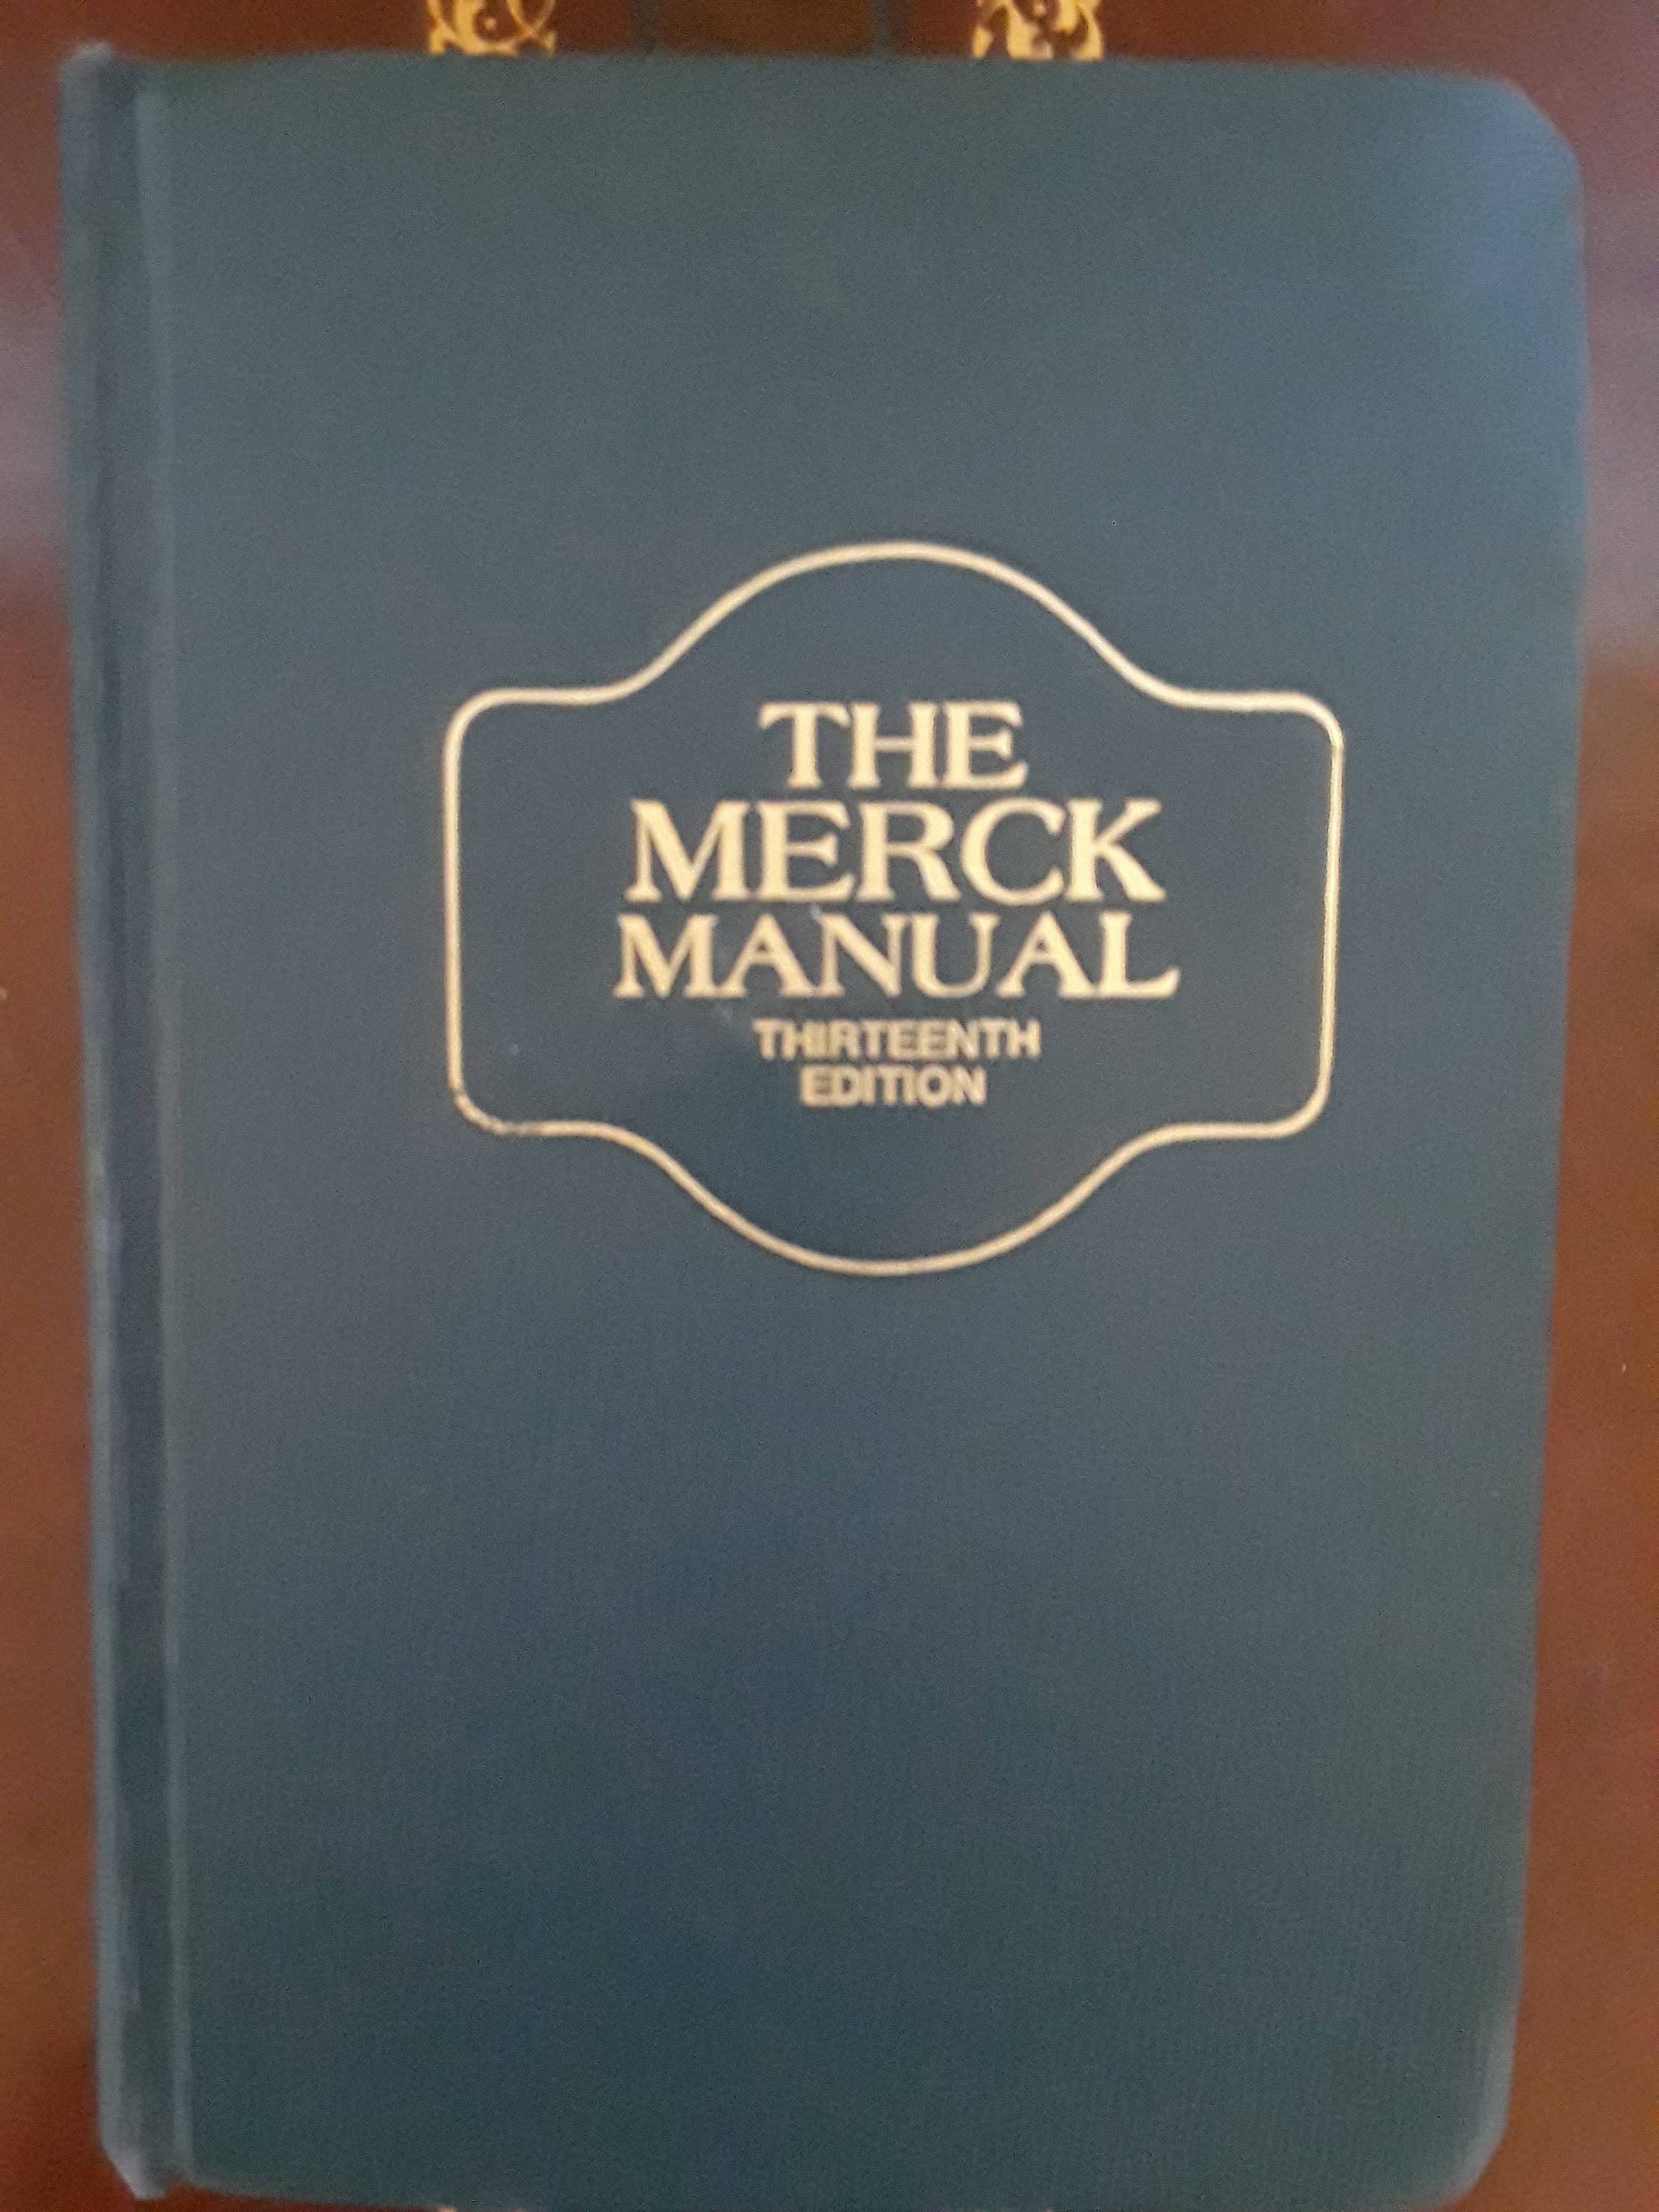 THE
MERCK
MANUAL
THIRTEENTH
EDITION